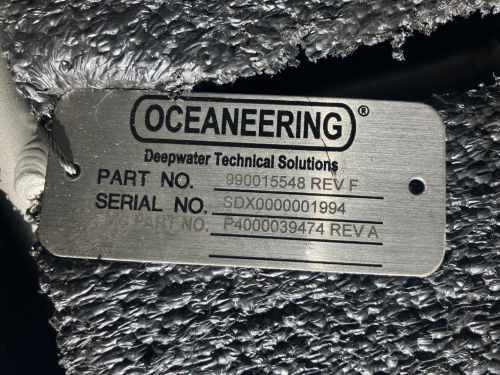 OCEANEERING®
Deepwater Technical Solutions
PART NO. 990015548 REV F
SERIAL NO. SDX0000001994
PART NO. P4000039474 REV A